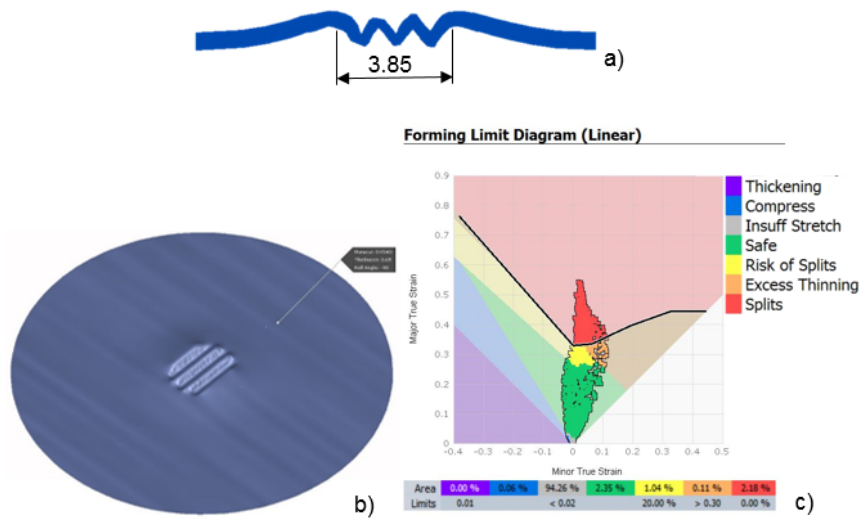 3.85
a)
Forming Limit Diagram (Linear)
0.9
0.8
0.7
0.6
0.5
0.4
0.3
0.2
0.1
0
Major True Strain
-0.4 -0.3 -0.2 -0.1 0 0.1 0.2 0.3 0.4 0.5
Minor True Strain
Thickening
Compress
Insuff Stretch
Safe
Risk of Splits
Excess Thinning
Splits
Area 0.00 % 0.06 % 94.26 % 2.35 % 1.04 % 0.11 % 2.18 %
Limits 0.01 < 0.02 20.00 % > 0.30 0.00 %
b)
c)